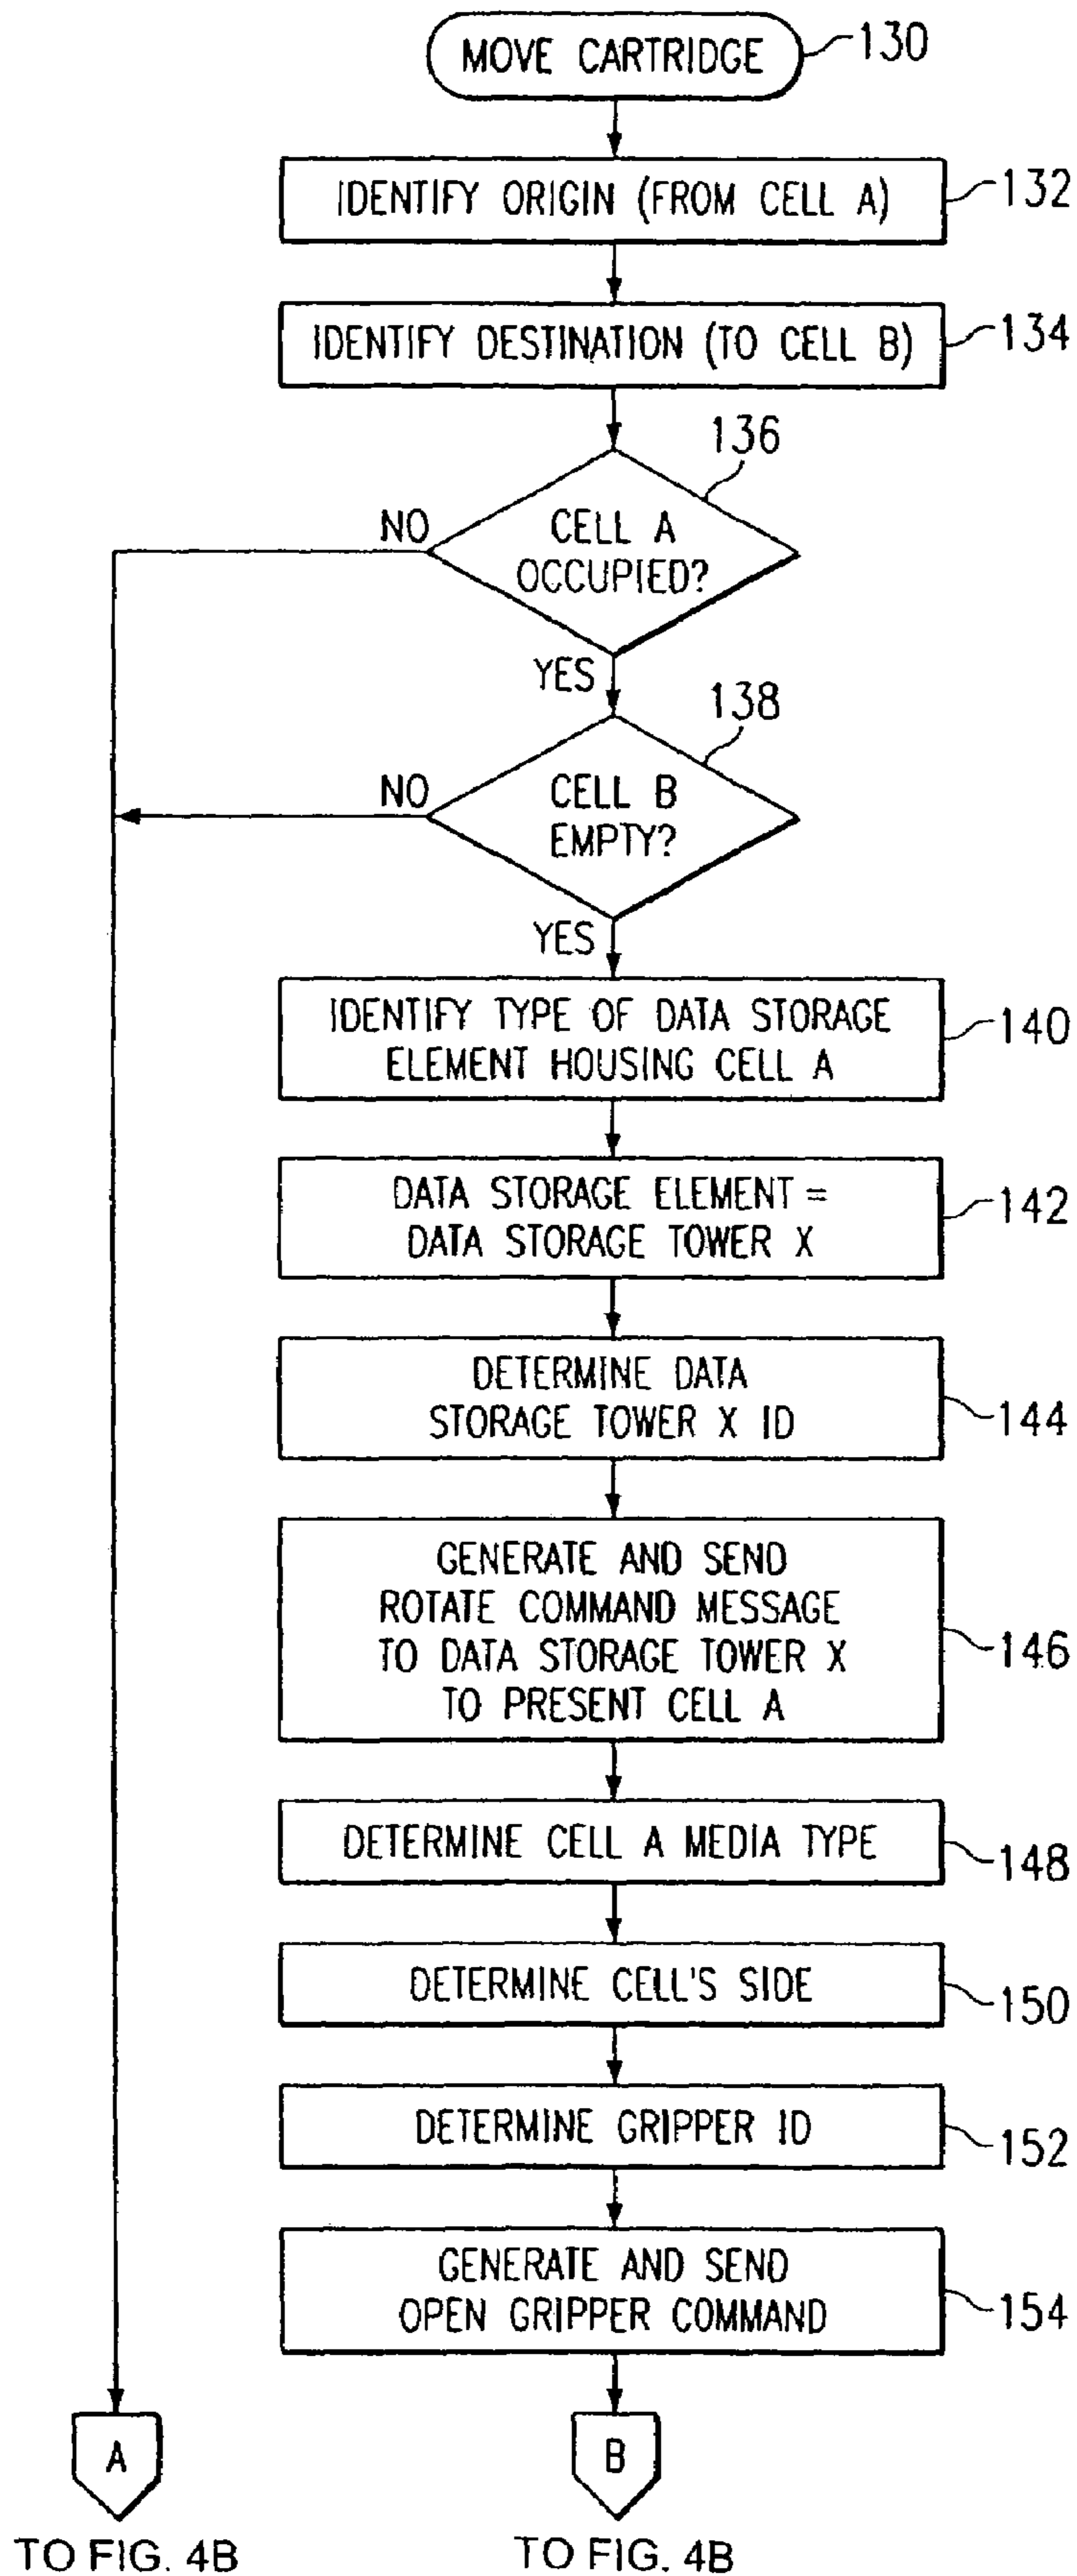 MOVE CARTRIDGE
130
IDENTIFY ORIGIN (FROM CELL A)
132
IDENTIFY DESTINATION (TO CELL B)
134
136
NO
CELL A
OCCUPIED?
YES
138
NO
CELL B
EMPTY?
YES
IDENTIFY TYPE OF DATA STORAGE
ELEMENT HOUSING CELL A
140
DATA STORAGE ELEMENT =
DATA STORAGE TOWER X
142
DETERMINE DATA
STORAGE TOWER X ID
144
GENERATE AND SEND
ROTATE COMMAND MESSAGE
TO DATA STORAGE TOWER X
TO PRESENT CELL A
146
DETERMINE CELL A MEDIA TYPE
148
DETERMINE CELL'S SIDE
150
DETERMINE GRIPPER ID
152
GENERATE AND SEND
OPEN GRIPPER COMMAND
154
A
B
TO FIG. 4B
TO FIG. 4B